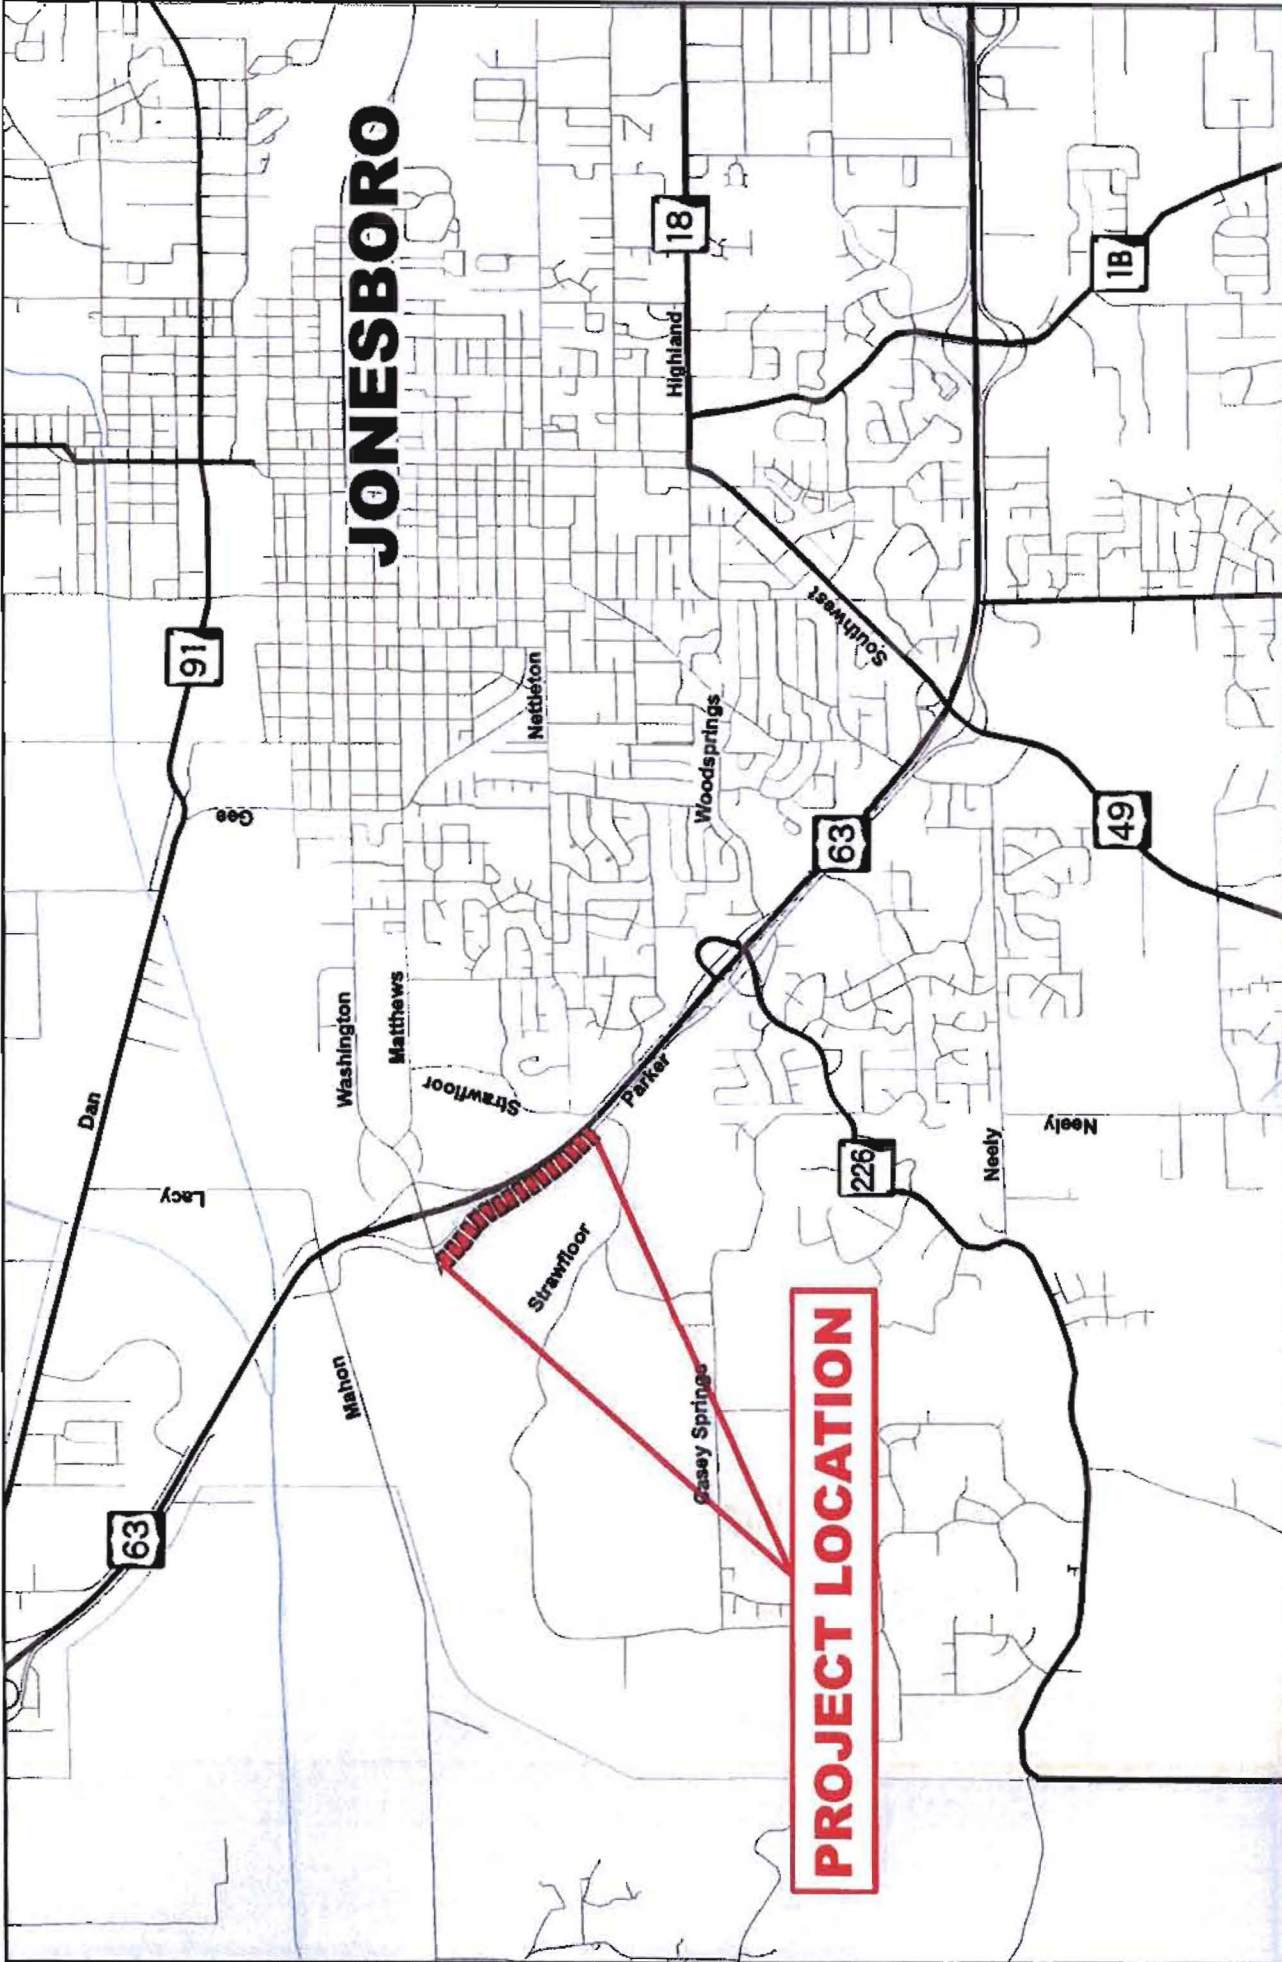 JONESBORO
91
18
1B
Highland
Southwest
Nettleton
Woodsprings
63
49
Gee
Washington
Matthews
Strawfloor
Parker
Dan
Lacy
226
Neely
Neely
Strawfloor
Mahon
Casey Springs
63
PROJECT LOCATION